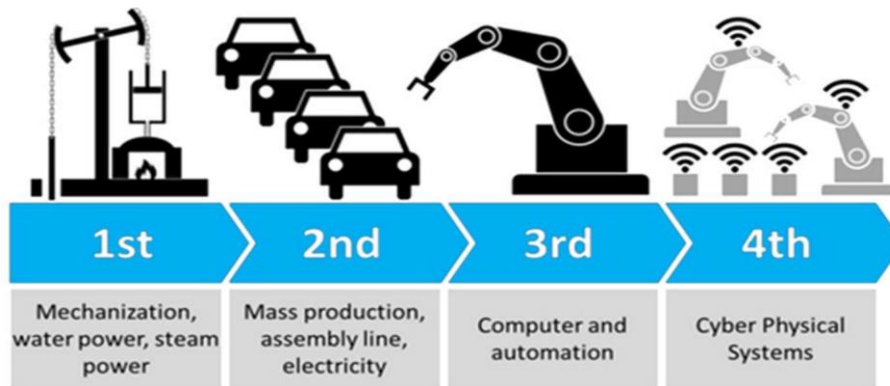 1st
2nd
3rd
4th
Mechanization,
water power, steam
power
Mass production,
assembly line,
electricity
Computer and
automation
Cyber Physical
Systems